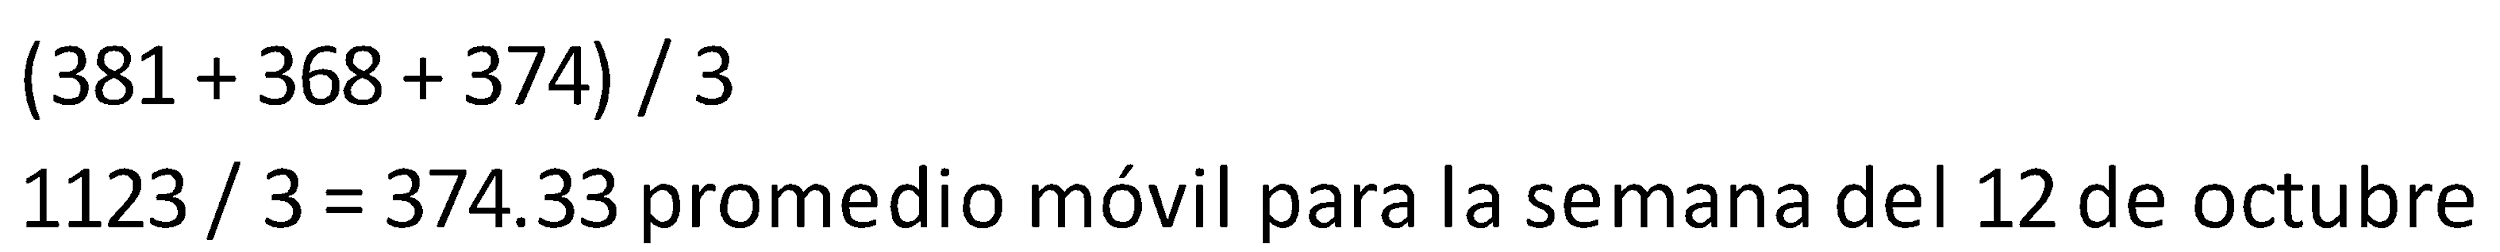 (381 + 368 + 374) / 3
1123 / 3 = 374.33 promedio móvil para la semana del 12 de octubre